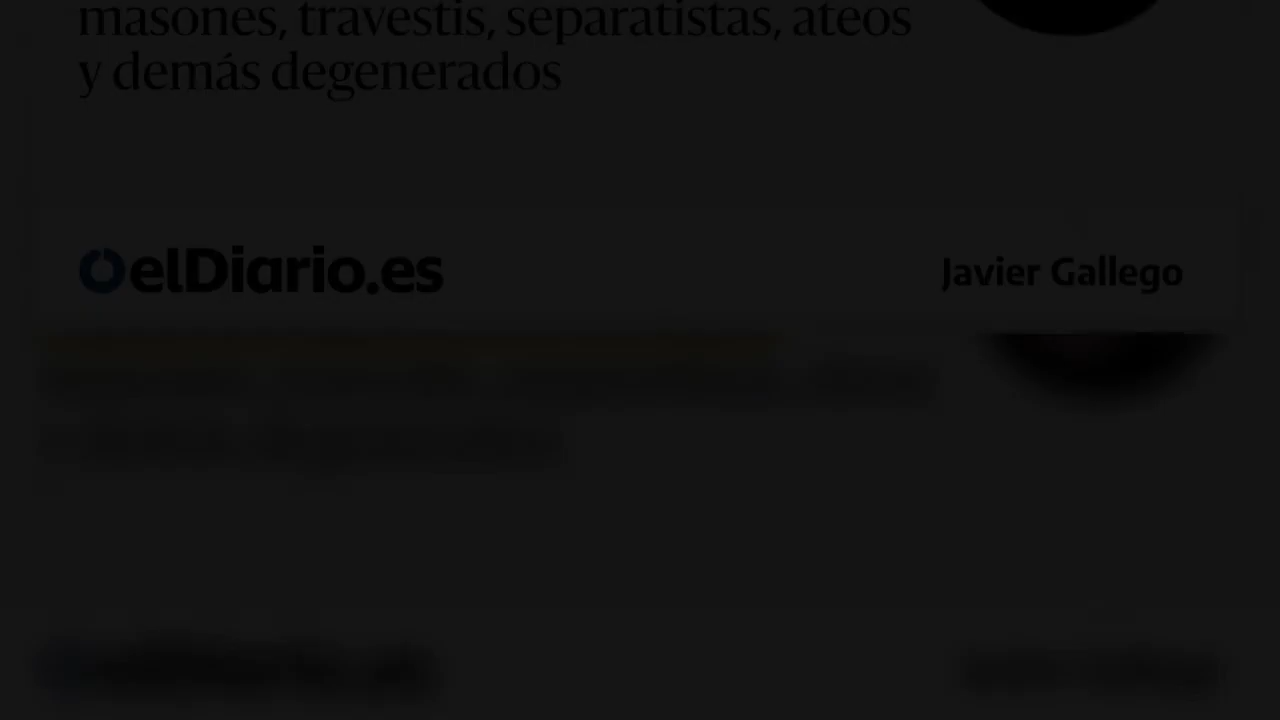 masones, travestis, separatistas, ateos
y demás degenerados
elDiario.es
Javier Gallego